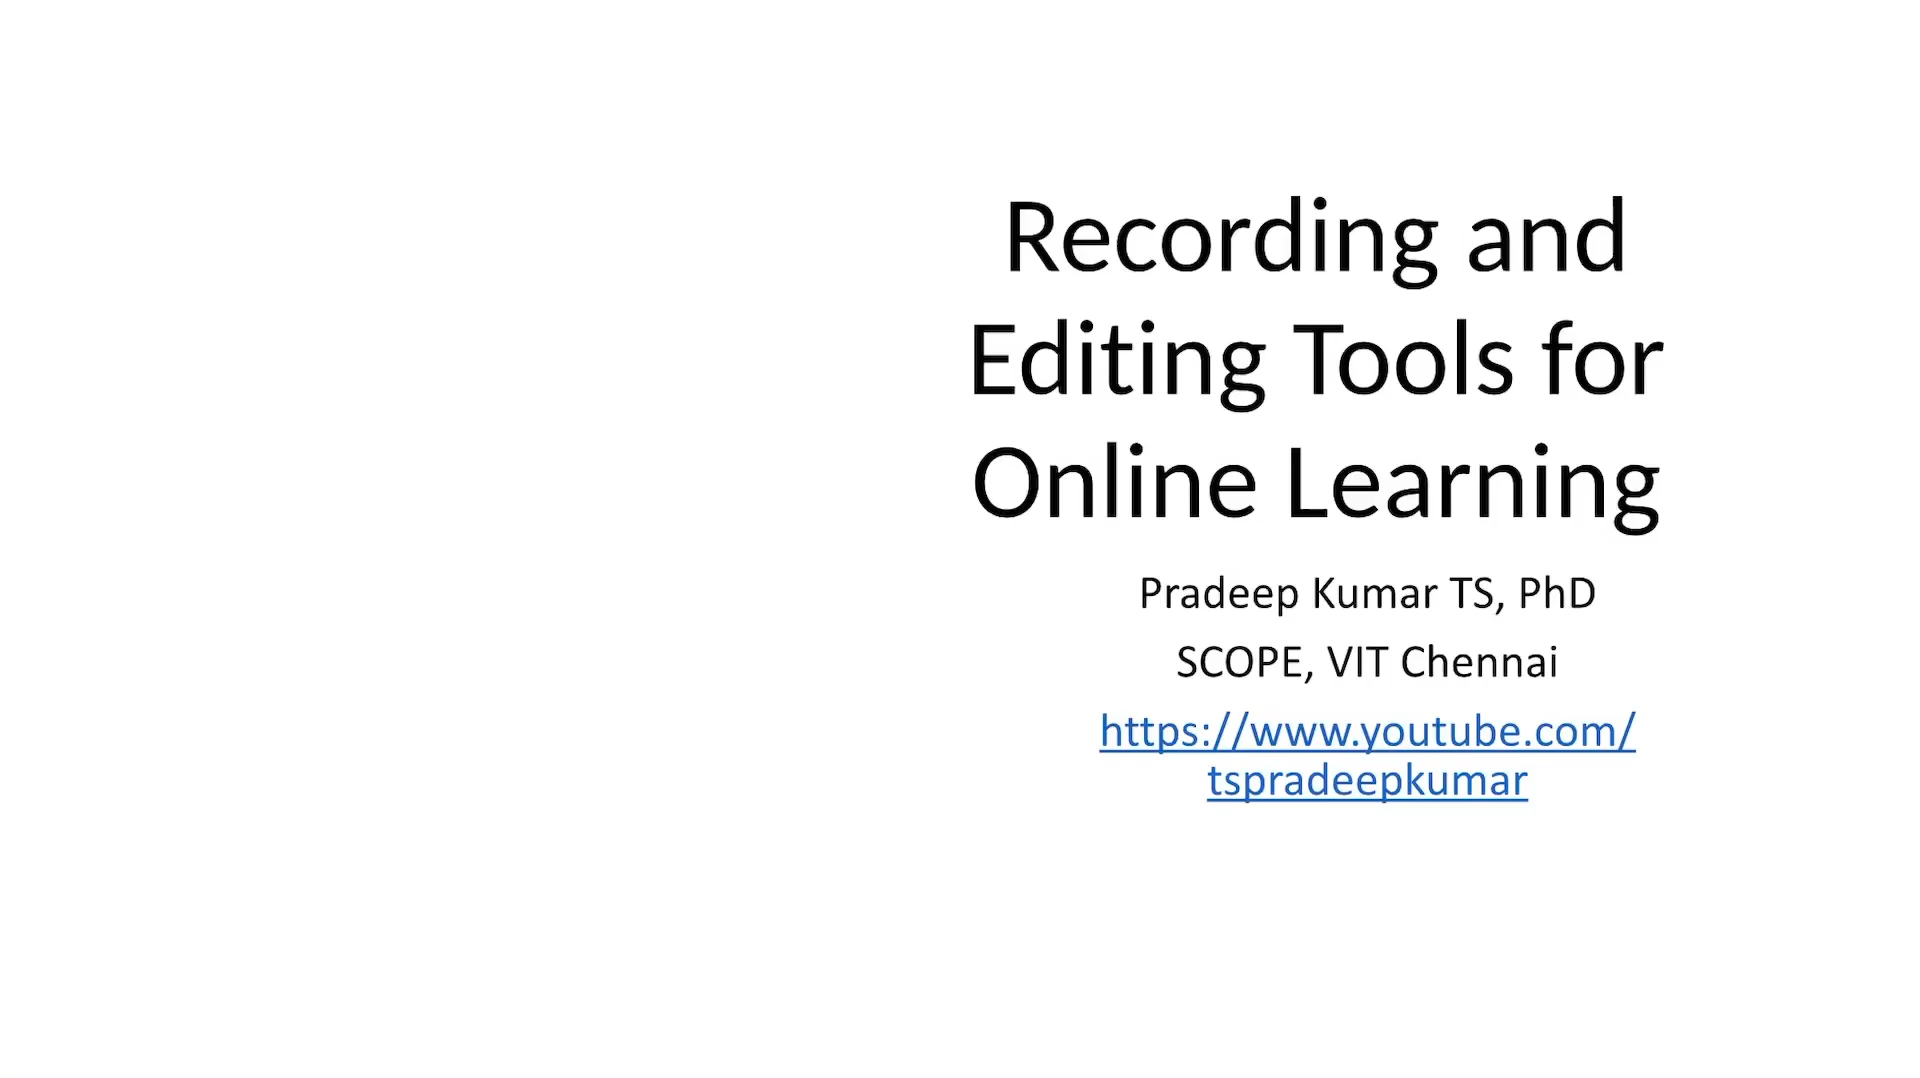 Recording and
Editing Tools for
Online Learning
Pradeep Kumar TS, PhD
SCOPE, VIT Chennai
https://www.youtube.com/
tspradeepkumar